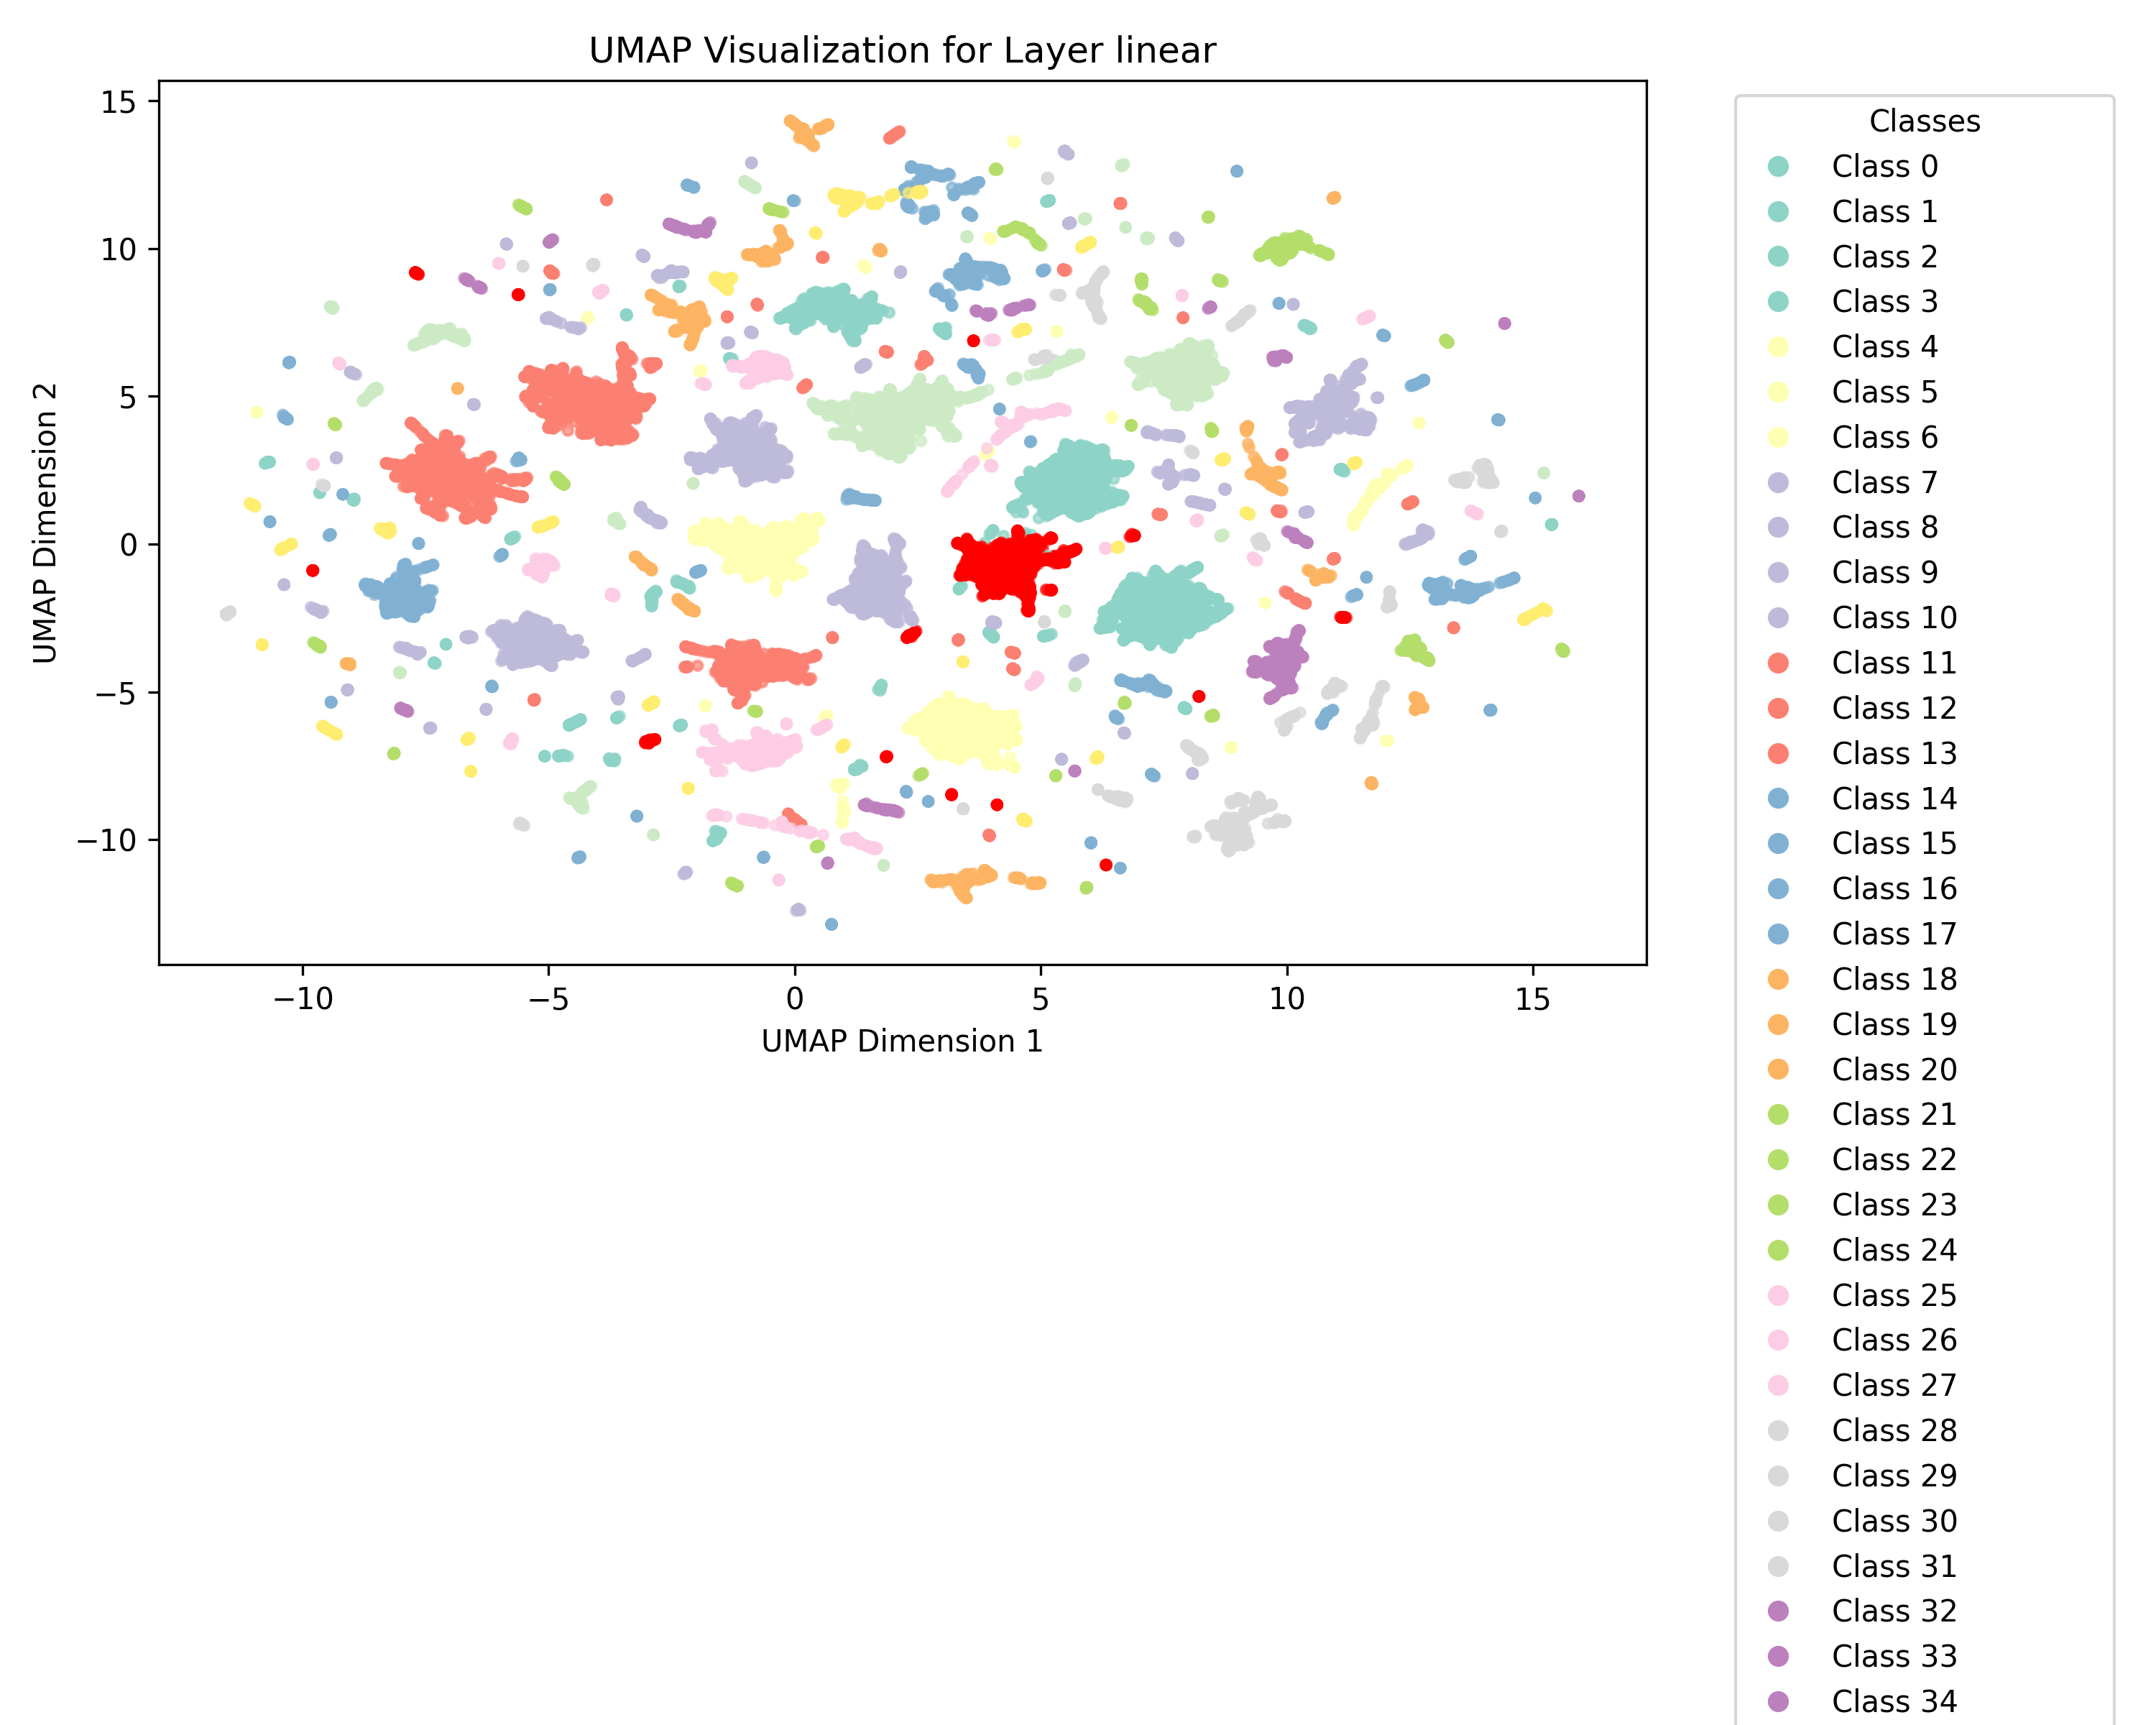 UMAP Visualization for Layer linear
15
10
5
0
−5
−10
UMAP Dimension 2
−10
−5
0
5
10
15
UMAP Dimension 1
Classes
Class 0
Class 1
Class 2
Class 3
Class 4
Class 5
Class 6
Class 7
Class 8
Class 9
Class 10
Class 11
Class 12
Class 13
Class 14
Class 15
Class 16
Class 17
Class 18
Class 19
Class 20
Class 21
Class 22
Class 23
Class 24
Class 25
Class 26
Class 27
Class 28
Class 29
Class 30
Class 31
Class 32
Class 33
Class 34